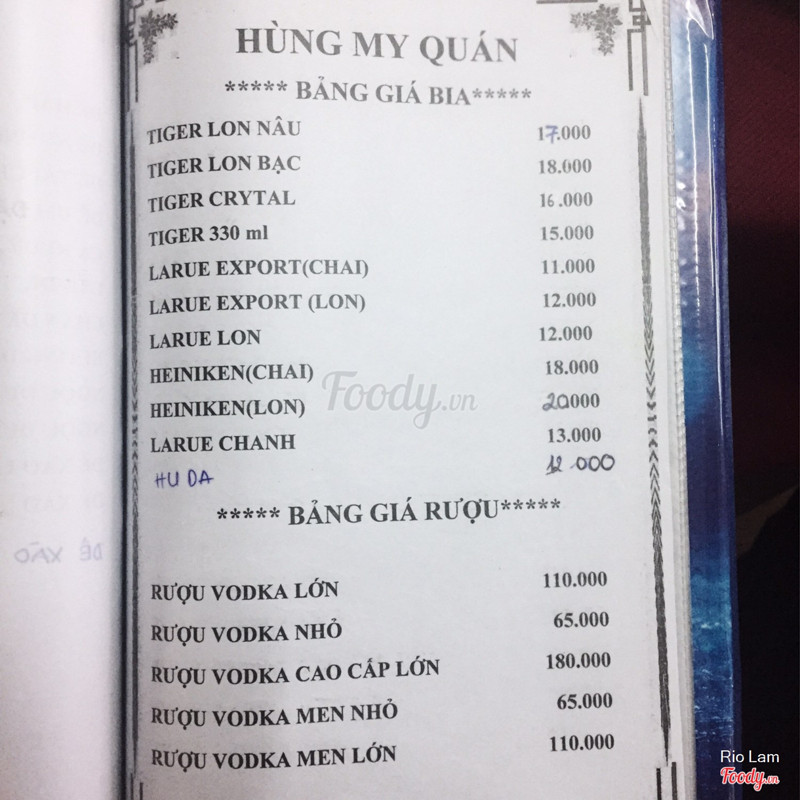 HÙNG MY QUÁN
***** BẢNG GIÁ BIA*****
TIGER LON NÂU 17.000
TIGER LON BẠC 18.000
TIGER CRYTAL 16.000
TIGER 330 ml 15.000
LARUE EXPORT(CHAI) 11.000
LARUE EXPORT (LON) 12.000
LARUE LON 12.000
HEINIKEN(CHAI) 18.000
HEINIKEN(LON) 20000
LARUE CHANH 13.000
HU DA 12.000
***** BẢNG GIÁ RƯỢU*****
RƯỢU VODKA LỚN 110.000
RƯỢU VODKA NHỎ 65.000
RƯỢU VODKA CAO CẤP LỚN 180.000
RƯỢU VODKA MEN NHỎ 65.000
RƯỢU VODKA MEN LỚN 110.000
DÊ XÀO
Foody.vn
Rio Lam
Foody.vn